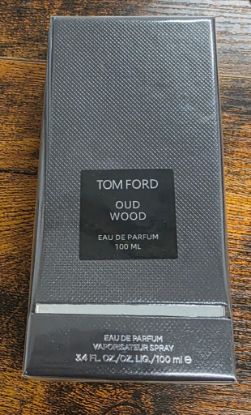 TOM FORD
OUD
WOOD
EAU DE PARFUM
100 ML
EAU DE PARFUM
VAPORISATEUR SPRAY
3.4 FL. OZ./OZ. LIQ./100 ml ℮